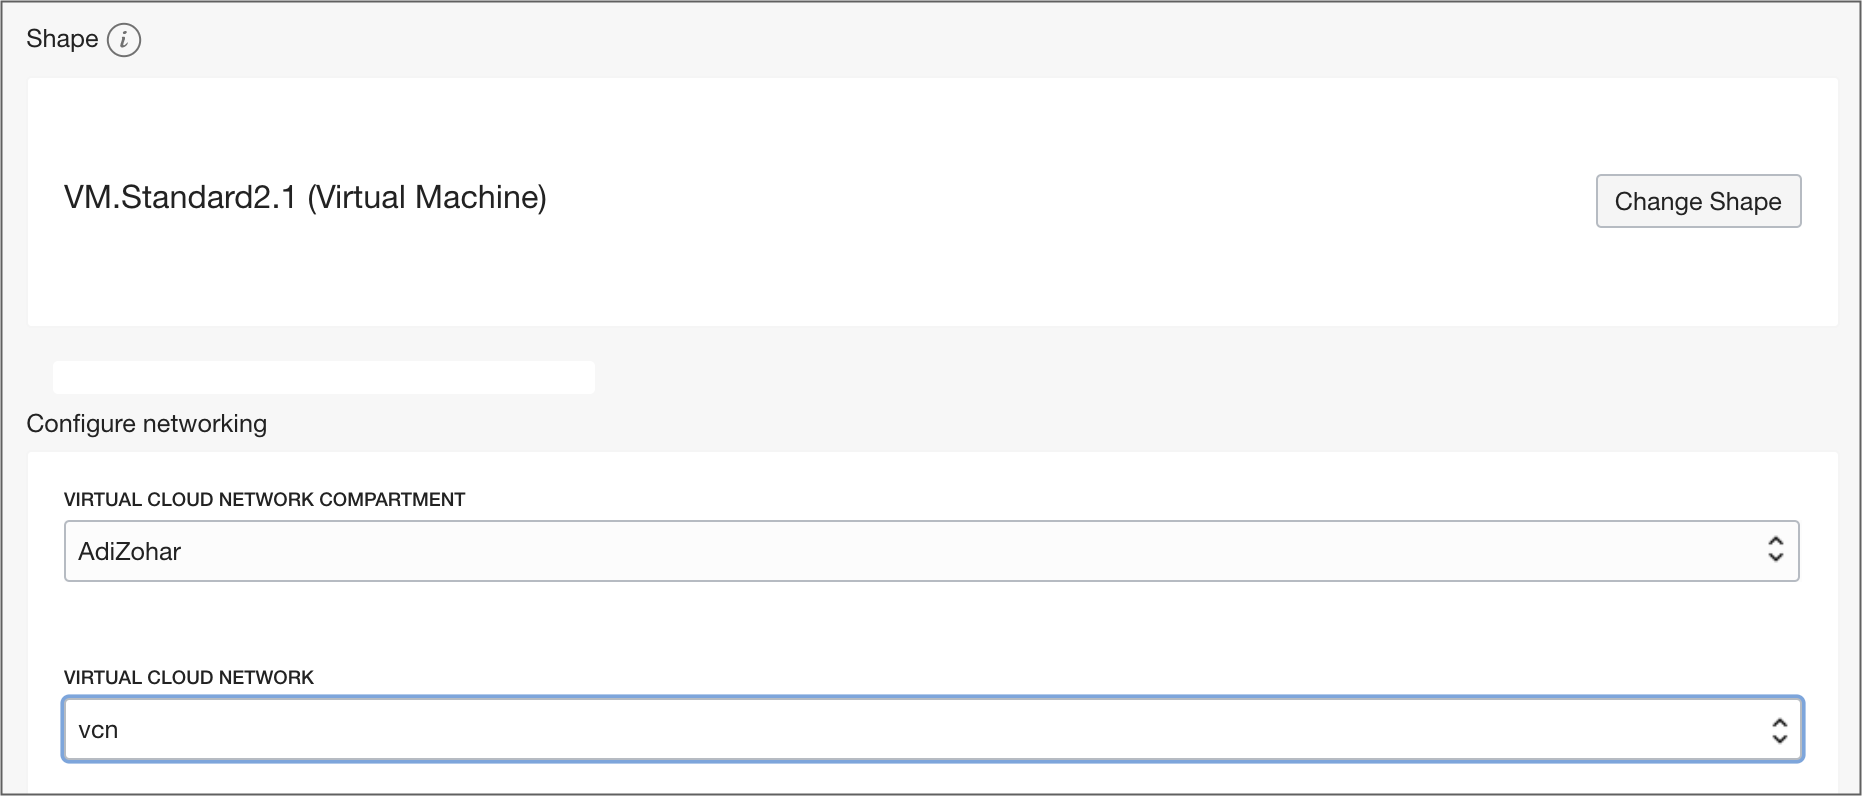 Shape i
VM.Standard2.1 (Virtual Machine)
Change Shape
Configure networking
VIRTUAL CLOUD NETWORK COMPARTMENT
AdiZohar
VIRTUAL CLOUD NETWORK
vcn